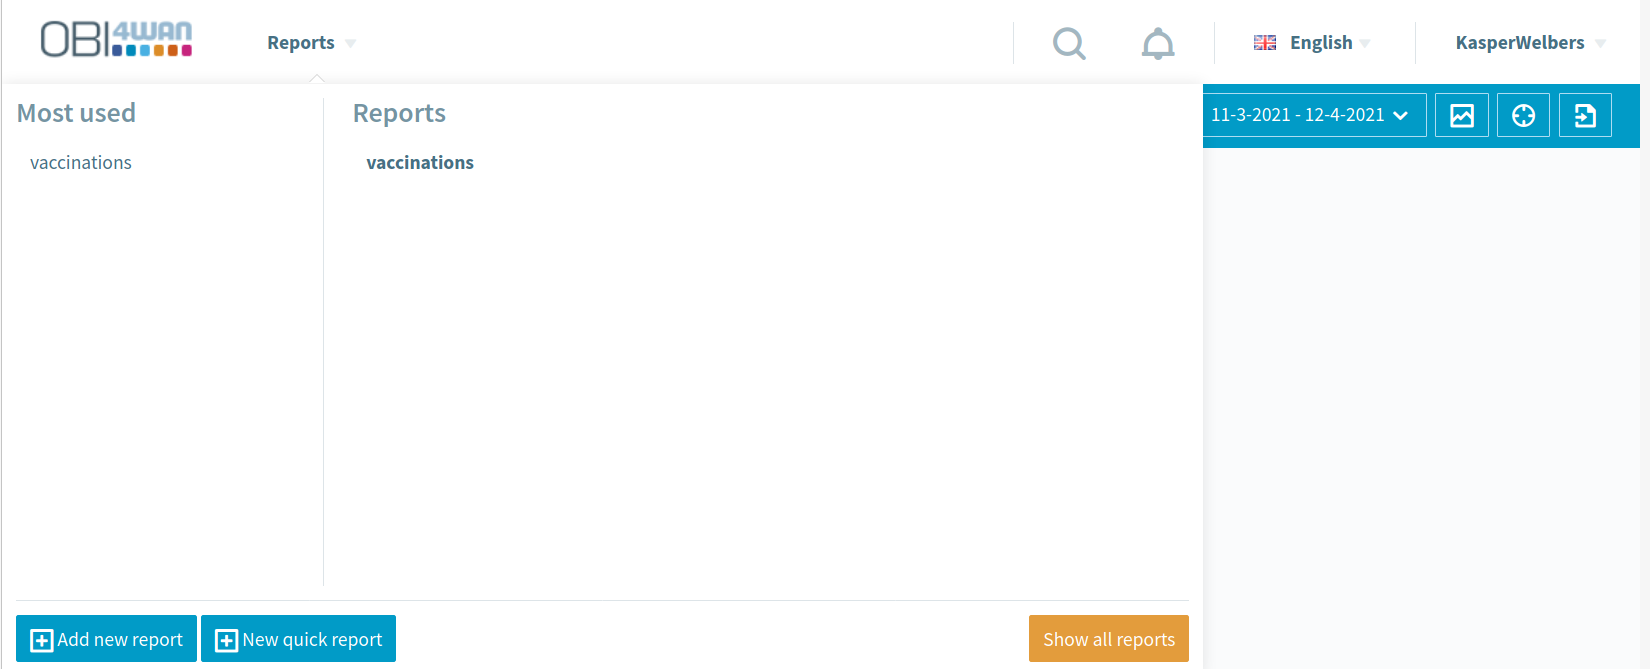 OBI4WAN
Reports
English
KasperWelbers
Most used
Reports
11-3-2021 - 12-4-2021
vaccinations
vaccinations
Add new report
New quick report
Show all reports